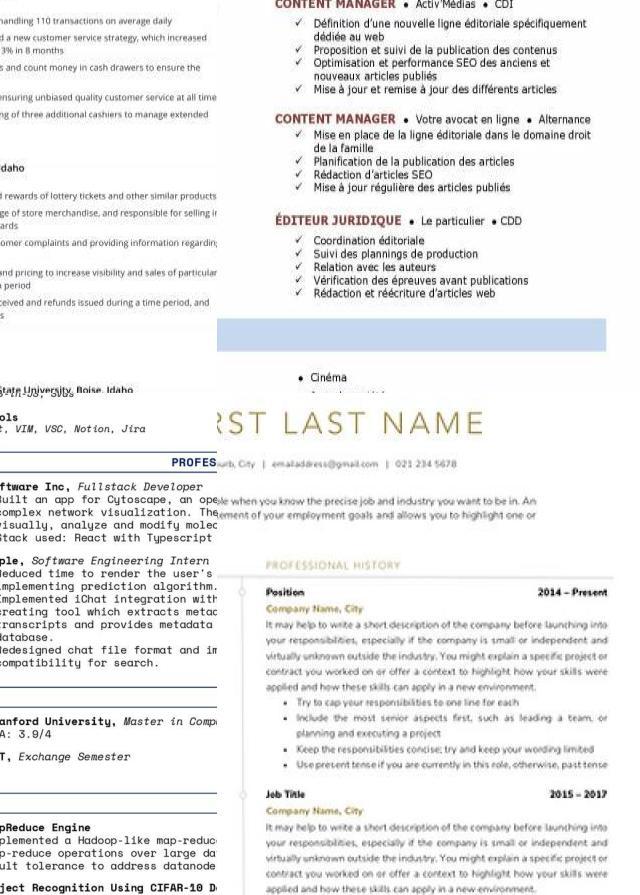 handling 110 transactions on average daily
d a new customer service strategy, which increased
3% in 8 months
s and count money in cash drawers to ensure the
ensuring unbiased quality customer service at all time
ng of three additional cashiers to manage extended
daho
d rewards of lottery tickets and other similar products
ge of store merchandise, and responsible for selling in
ards
omer complaints and providing information regarding
and pricing to increase visibility and sales of particular
n period
ceived and refunds issued during a time period, and
s
State University, Boise, Idaho
CONTENT MANAGER • Activ'Médias • CDI
✓ Définition d'une nouvelle ligne éditoriale spécifiquement
dédiée au web
✓ Proposition et suivi de la publication des contenus
✓ Optimisation et performance SEO des anciens et
nouveaux articles publiés
✓ Mise à jour et remise à jour des différents articles
CONTENT MANAGER • Votre avocat en ligne • Alternance
✓ Mise en place de la ligne éditoriale dans le domaine droit
de la famille
✓ Planification de la publication des articles
✓ Rédaction d'articles SEO
✓ Mise à jour régulière des articles publiés
ÉDITEUR JURIDIQUE • Le particulier • CDD
✓ Coordination éditoriale
✓ Suivi des plannings de production
✓ Relation avec les auteurs
✓ Vérification des épreuves avant publications
✓ Rédaction et réécriture d'articles web
• Cinéma
ols
t, VIM, VSC, Notion, Jira
PROFES
ftware Inc, Fullstack Developer
Built an app for Cytoscape, an ope
complex network visualization. The
visually, analyze and modify molec
Stack used: React with Typescript
ple, Software Engineering Intern
Reduced time to render the user's
implementing prediction algorithm.
Implemented iChat integration with
creating tool which extracts metad
transcripts and provides metadata
database.
Redesigned chat file format and im
compatibility for search.
anford University, Master in Comp
A: 3.9/4
T, Exchange Semester
pReduce Engine
plemented a Hadoop-like map-reduc
p-reduce operations over large da
ult tolerance to address datanode
ject Recognition Using CIFAR-10 D
RST LAST NAME
urb, City | emailaddress@gmail.com | 021 234 5678
le when you know the precise job and industry you want to be in. An
ement of your employment goals and allows you to highlight one or
PROFESSIONAL HISTORY
Position 2014 – Present
Company Name, City
It may help to write a short description of the company before launching into
your responsibilities, especially if the company is small or independent and
virtually unknown outside the industry. You might explain a specific project or
contract you worked on or offer a context to highlight how your skills were
applied and how these skills can apply in a new environment.
• Try to cap your responsibilities to one line for each
• Include the most senior aspects first, such as leading a team, or
planning and executing a project
• Keep the responsibilities concise; try and keep your wording limited
• Use present tense if you are currently in this role, otherwise, past tense
Job Title 2015 – 2017
Company Name, City
It may help to write a short description of the company before launching into
your responsibilities, especially if the company is small or independent and
virtually unknown outside the industry. You might explain a specific project or
contract you worked on or offer a context to highlight how your skills were
applied and how these skills can apply in a new environment.